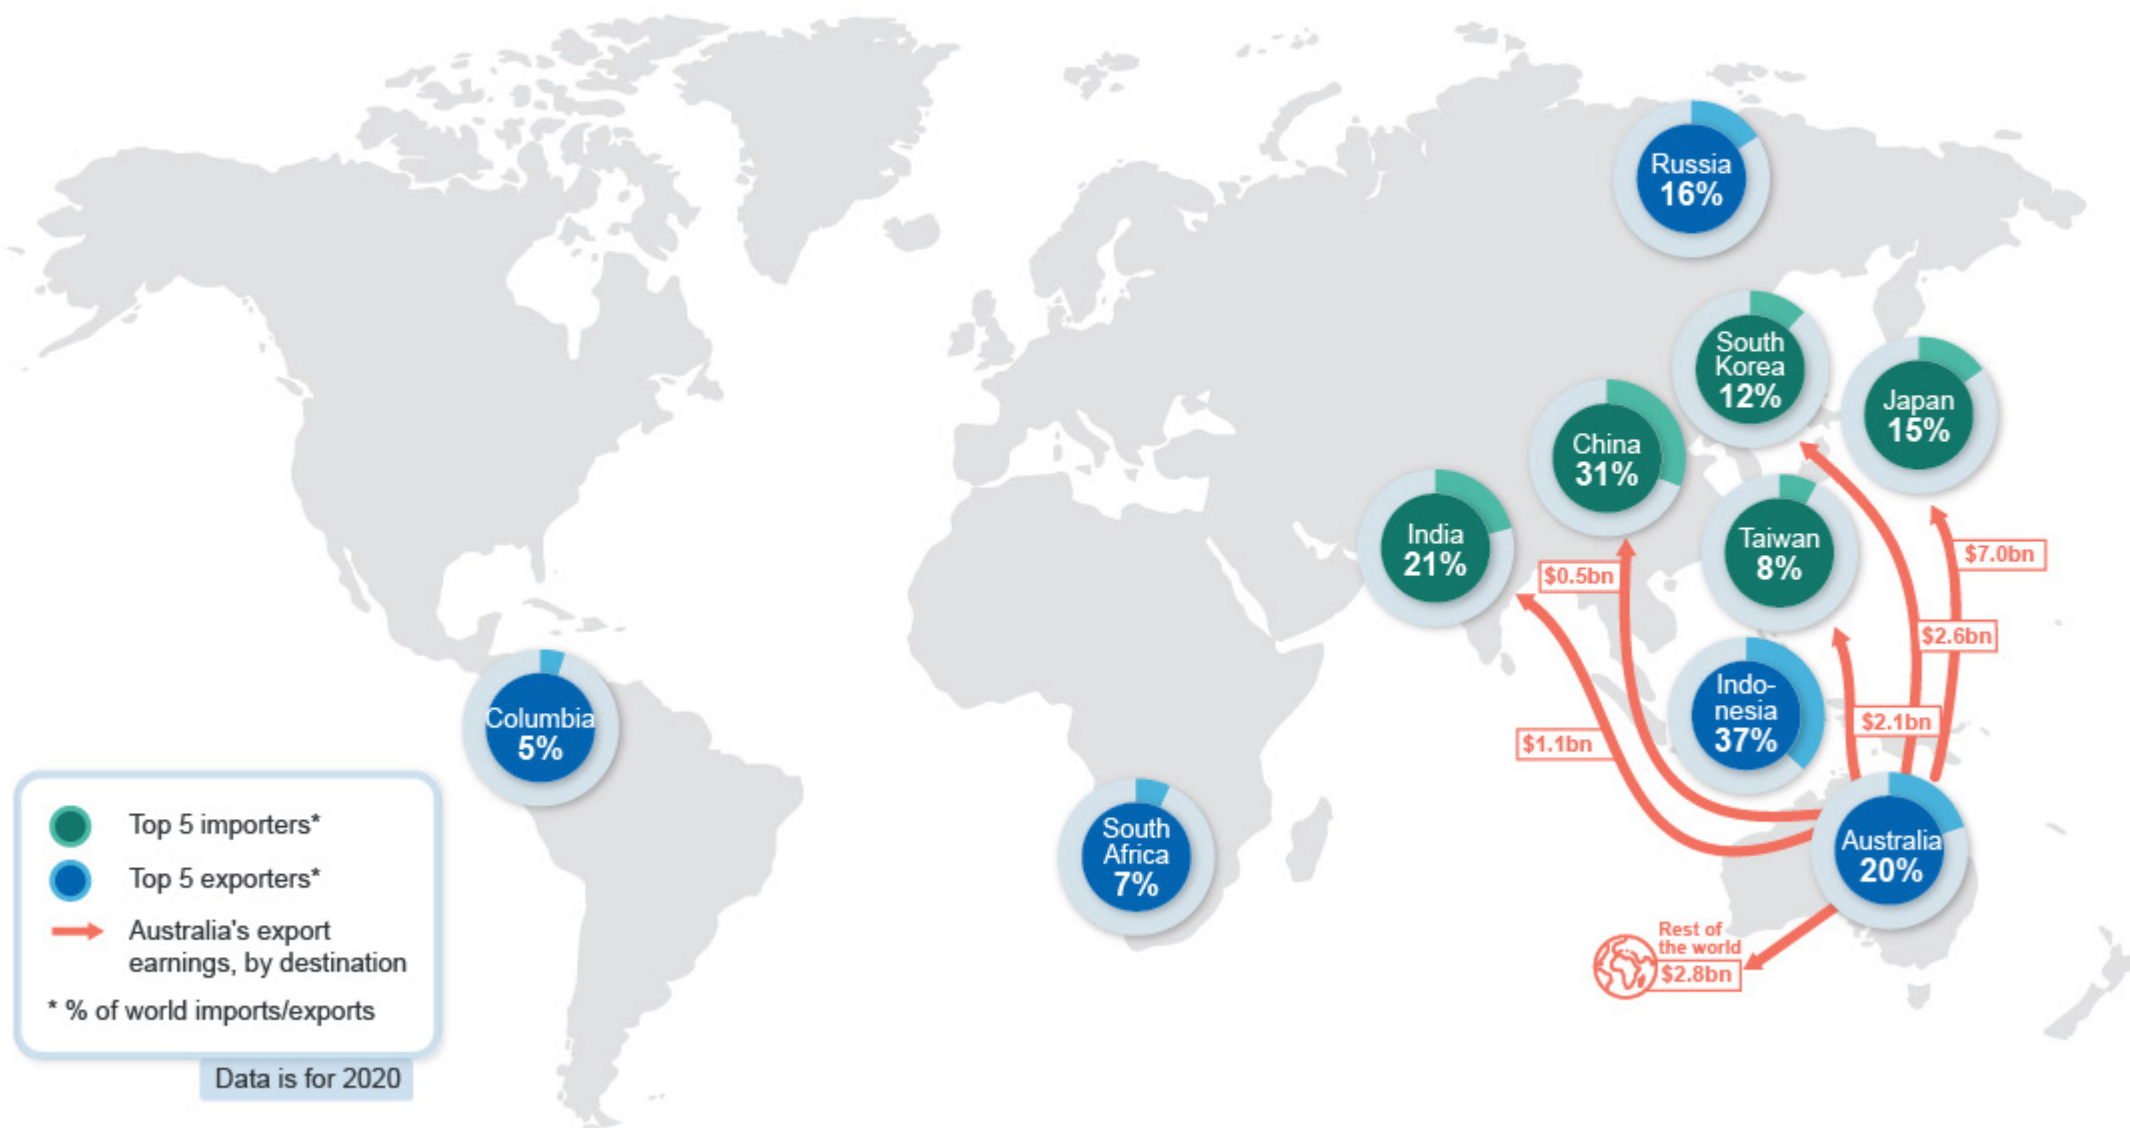 Russia
16%
South
Korea
12%
Japan
15%
China
31%
India
21%
Taiwan
8%
$0.5bn
$7.0bn
$2.6bn
Indo-
nesia
37%
$2.1bn
$1.1bn
Columbia
5%
South
Africa
7%
Australia
20%
Rest of
the world
$2.8bn
Top 5 importers*
Top 5 exporters*
Australia's export
earnings, by destination
* % of world imports/exports
Data is for 2020